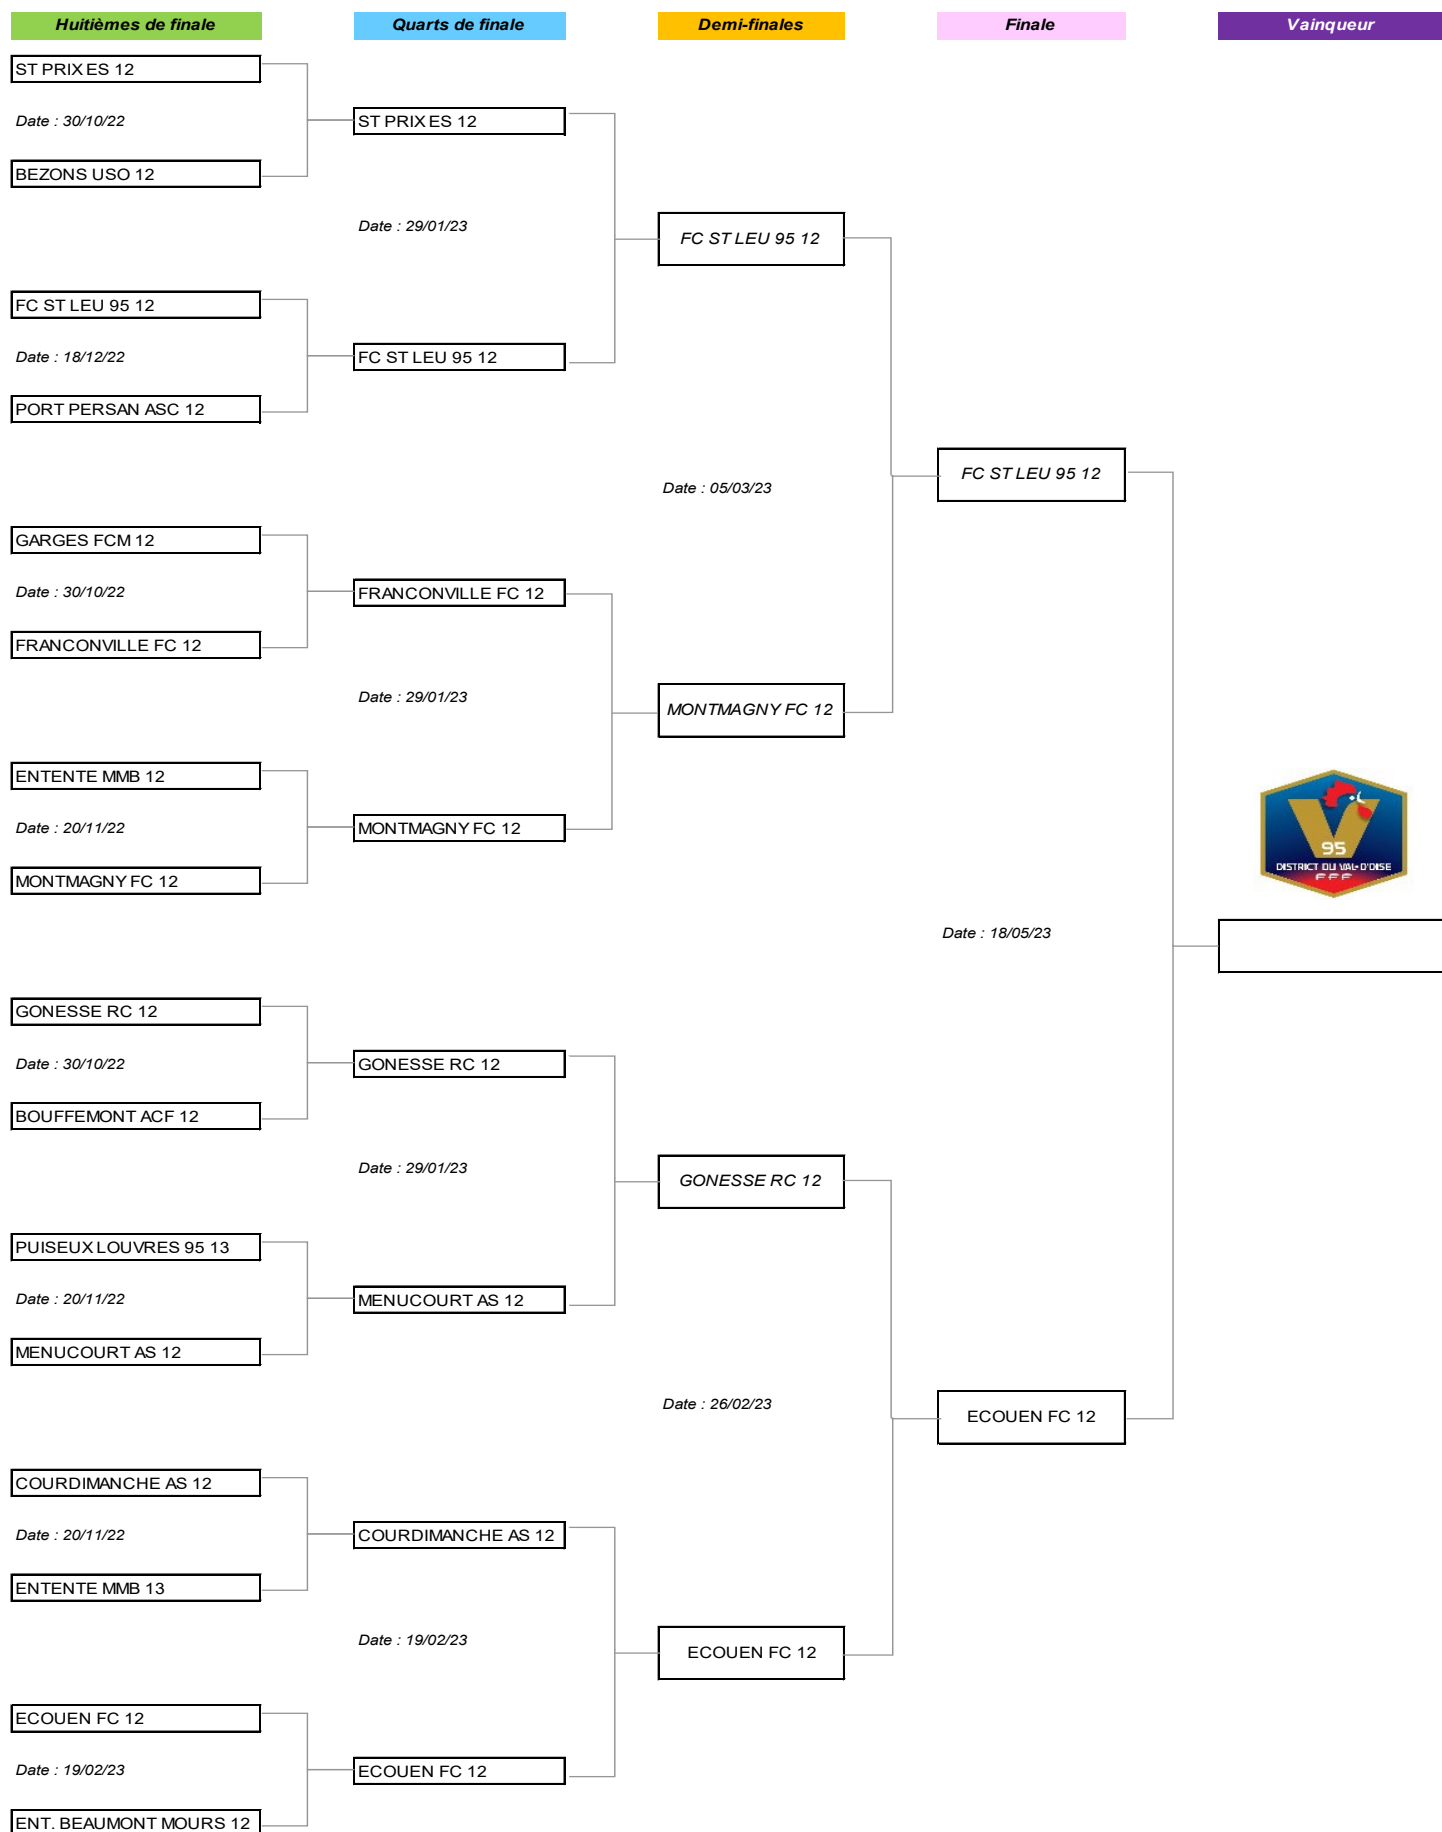 Huitièmes de finale
Quarts de finale
Demi-finales
Finale
Vainqueur
ST PRIX ES 12
Date : 30/10/22
ST PRIX ES 12
BEZONS USO 12
Date : 29/01/23
FC ST LEU 95 12
FC ST LEU 95 12
Date : 18/12/22
FC ST LEU 95 12
PORT PERSAN ASC 12
FC ST LEU 95 12
Date : 05/03/23
GARGES FCM 12
Date : 30/10/22
FRANCONVILLE FC 12
FRANCONVILLE FC 12
Date : 29/01/23
MONTMAGNY FC 12
ENTENTE MMB 12
Date : 20/11/22
MONTMAGNY FC 12
MONTMAGNY FC 12
95
DISTRICT DU VAL-D'OISE
FFF
Date : 18/05/23
GONESSE RC 12
Date : 30/10/22
GONESSE RC 12
BOUFFEMONT ACF 12
Date : 29/01/23
GONESSE RC 12
PUISEUX LOUVRES 95 13
Date : 20/11/22
MENUCOURT AS 12
MENUCOURT AS 12
Date : 26/02/23
ECOUEN FC 12
COURDIMANCHE AS 12
Date : 20/11/22
COURDIMANCHE AS 12
ENTENTE MMB 13
Date : 19/02/23
ECOUEN FC 12
ECOUEN FC 12
Date : 19/02/23
ECOUEN FC 12
ENT. BEAUMONT MOURS 12